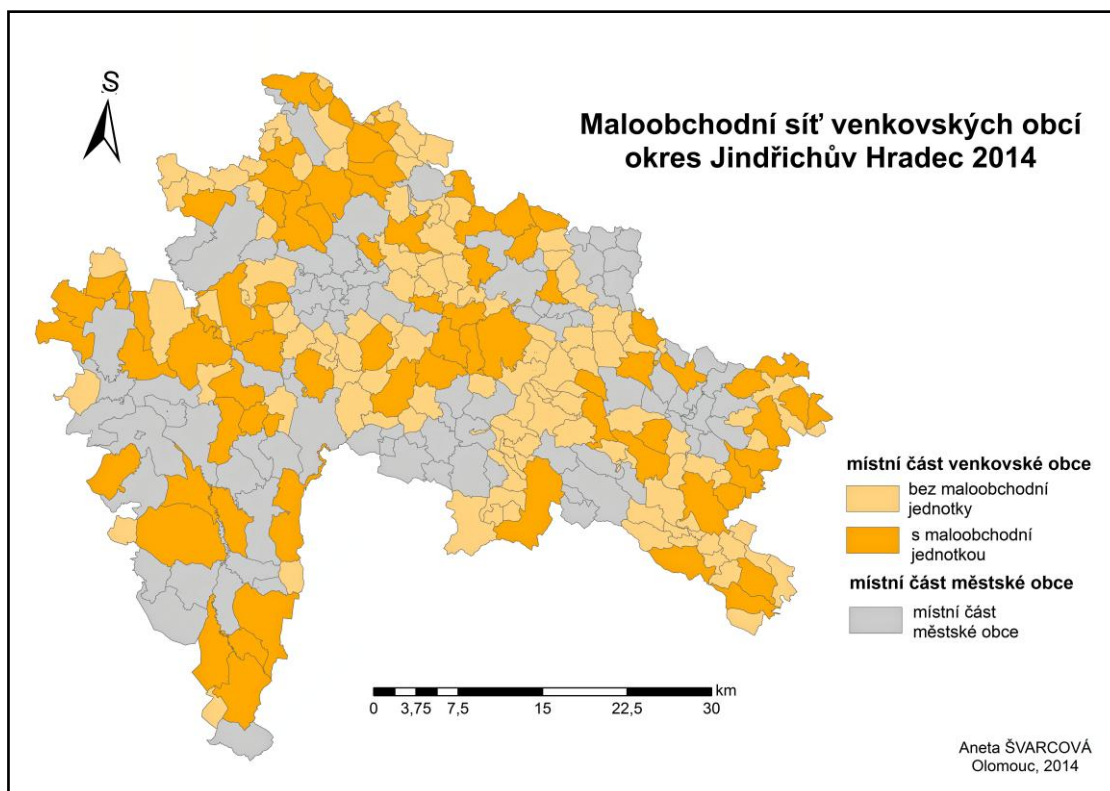 S
Maloobchodní síť venkovských obcí
okres Jindřichův Hradec 2014
místní část venkovské obce
bez maloobchodní
jednotky
s maloobchodní
jednotkou
místní část městské obce
místní část
městské obce
km
0 3,75 7,5 15 22,5 30
Aneta ŠVARCOVÁ
Olomouc, 2014